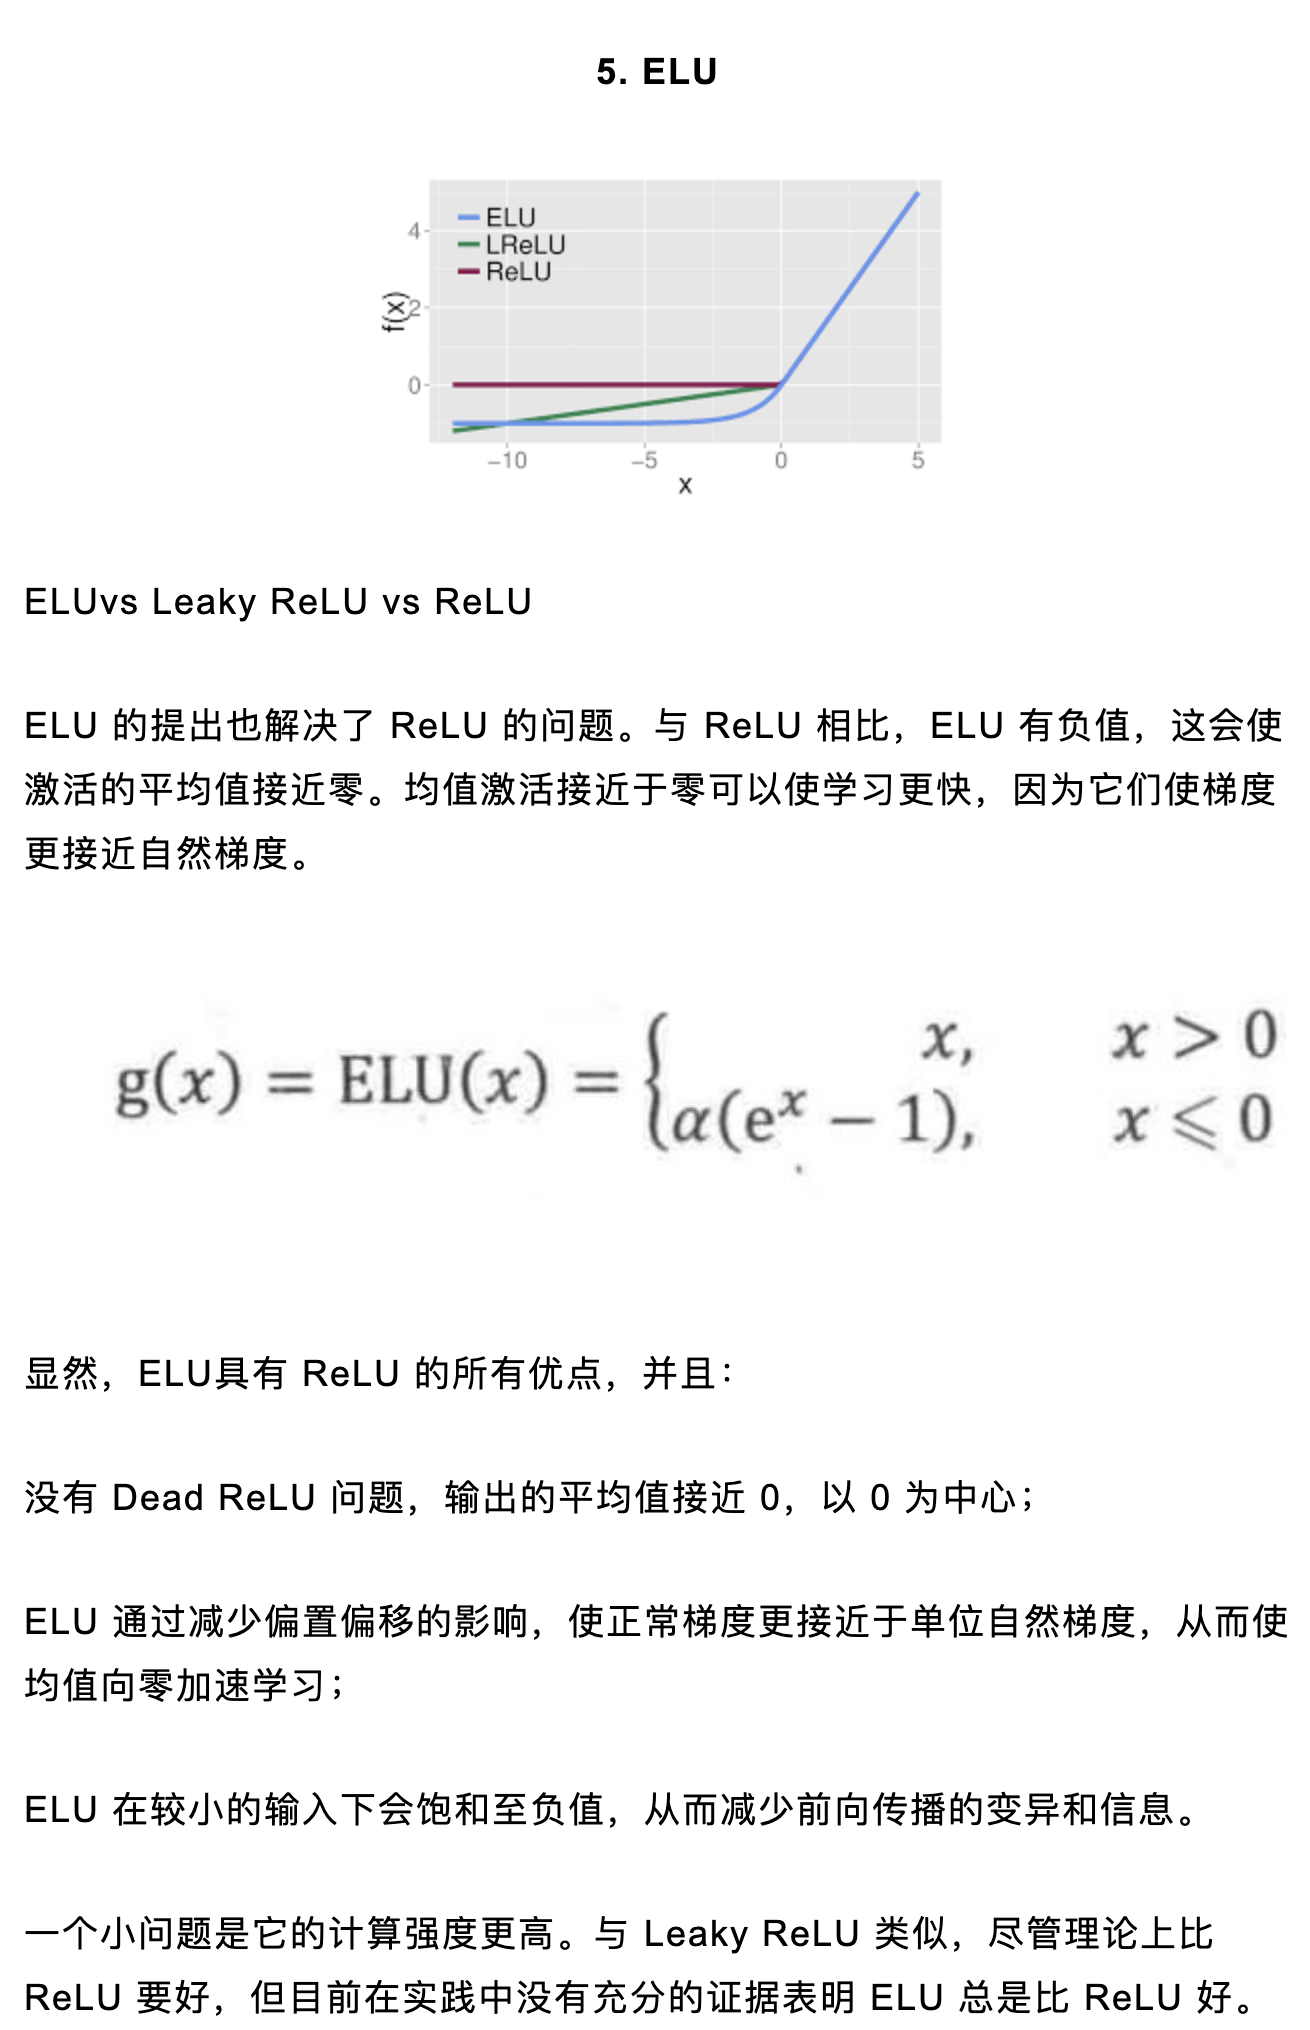 5. ELU
ELU
LReLU
ReLU
4
2
0
f(x)
−10 −5 0 5
x
ELUvs Leaky ReLU vs ReLU
ELU 的提出也解决了 ReLU 的问题。与 ReLU 相比，ELU 有负值，这会使
激活的平均值接近零。均值激活接近于零可以使学习更快，因为它们使梯度
更接近自然梯度。
g(x) = ELU(x) = { x, x > 0
α(eˣ − 1), x ⩽ 0
显然，ELU具有 ReLU 的所有优点，并且：
没有 Dead ReLU 问题，输出的平均值接近 0，以 0 为中心；
ELU 通过减少偏置偏移的影响，使正常梯度更接近于单位自然梯度，从而使
均值向零加速学习；
ELU 在较小的输入下会饱和至负值，从而减少前向传播的变异和信息。
一个小问题是它的计算强度更高。与 Leaky ReLU 类似，尽管理论上比
ReLU 要好，但目前在实践中没有充分的证据表明 ELU 总是比 ReLU 好。